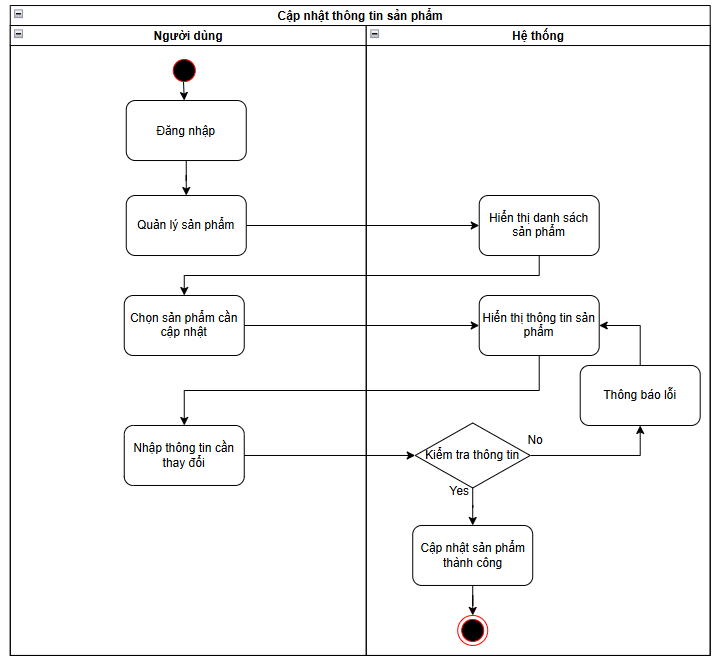 Cập nhật thông tin sản phẩm
Người dùng
Hệ thống
Đăng nhập
Quản lý sản phẩm
Hiển thị danh sách
sản phẩm
Chọn sản phẩm cần
cập nhật
Hiển thị thông tin sản
phẩm
Thông báo lỗi
Nhập thông tin cần
thay đổi
Kiểm tra thông tin
No
Yes
Cập nhật sản phẩm
thành công